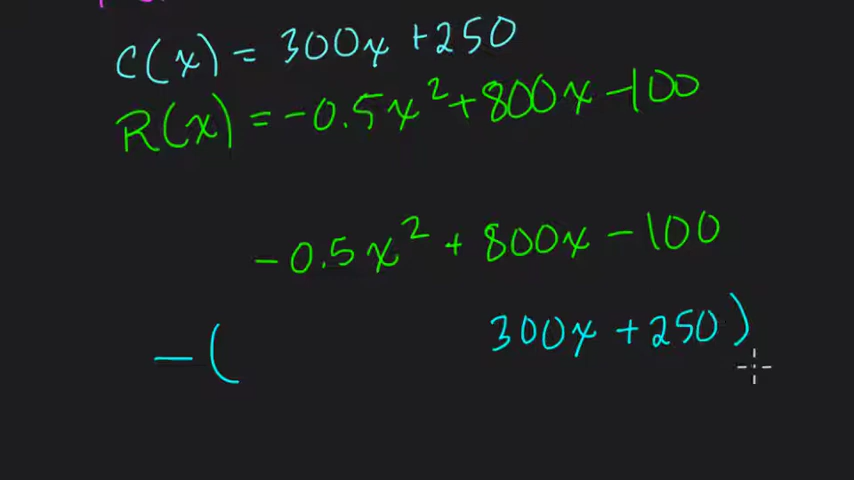 C(x) = 300x + 250
R(x) = -0.5x² + 800x - 100
-0.5x² + 800x - 100
-( 300x + 250 )